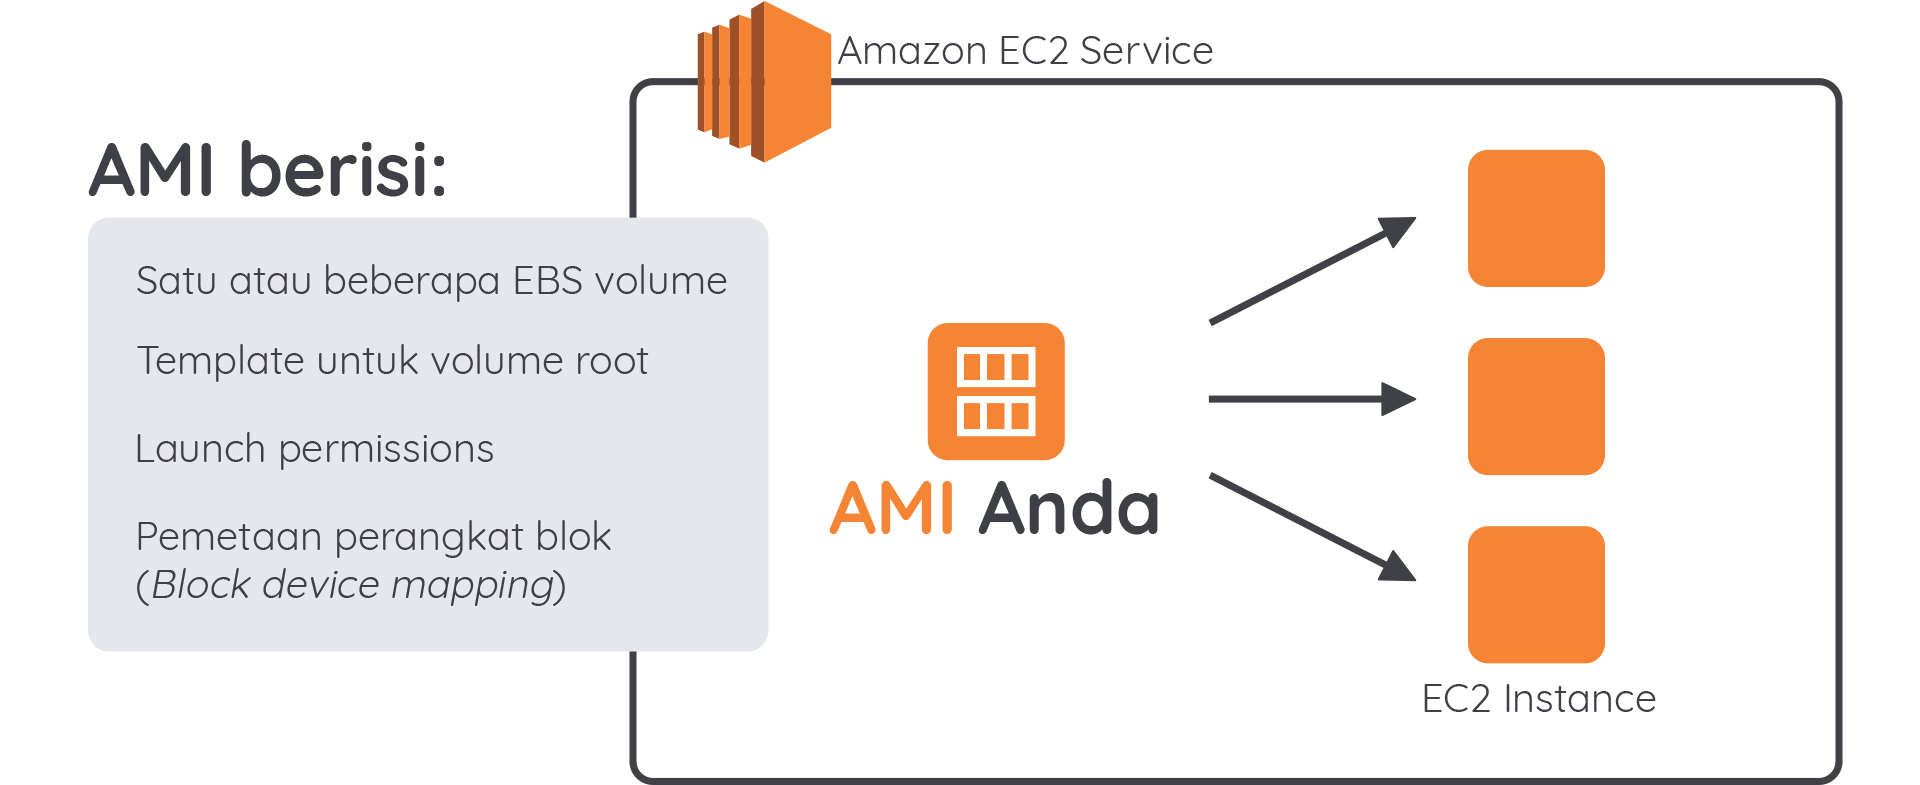 Amazon EC2 Service
AMI berisi:
Satu atau beberapa EBS volume
Template untuk volume root
Launch permissions
Pemetaan perangkat blok
(Block device mapping)
AMI Anda
EC2 Instance